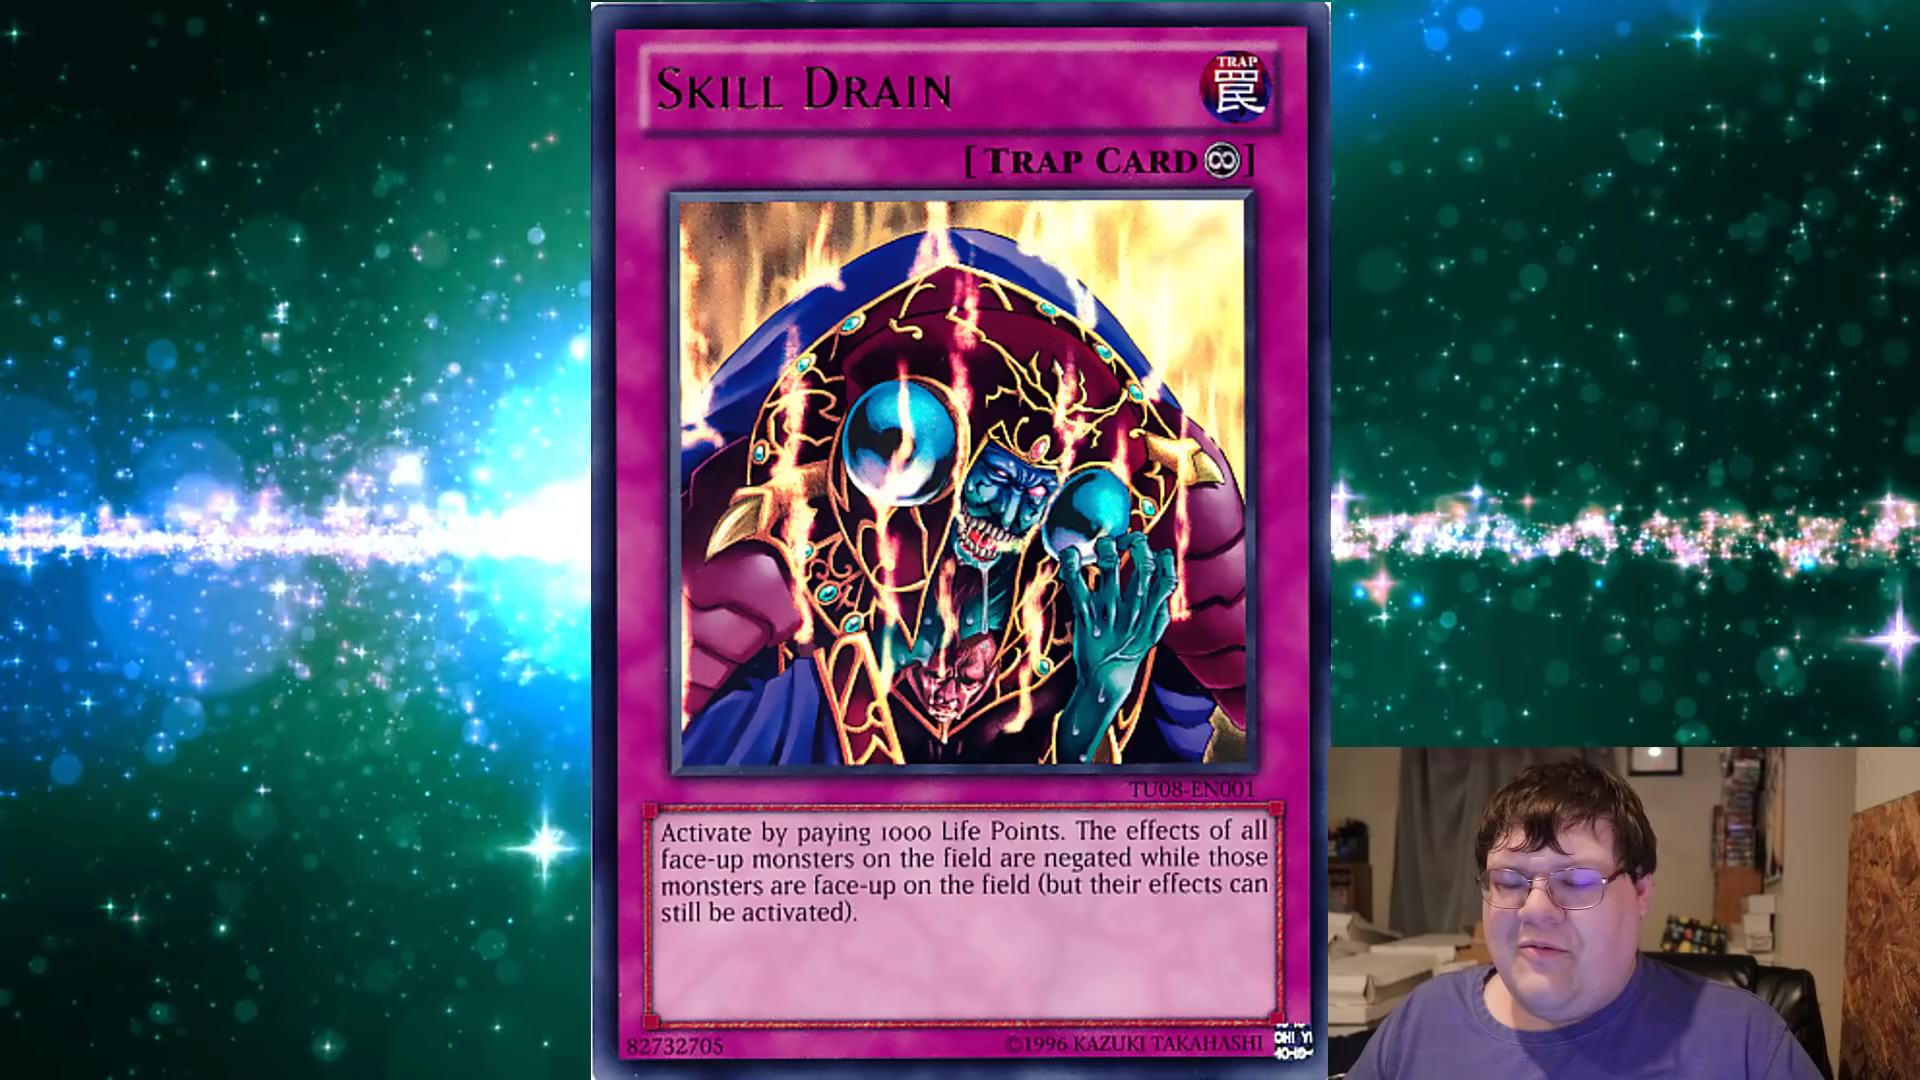 SKILL DRAIN
TRAP
罠
[TRAP CARD]
TU08-EN001
Activate by paying 1000 Life Points. The effects of all
face-up monsters on the field are negated while those
monsters are face-up on the field (but their effects can
still be activated).
82732705
©1996 KAZUKI TAKAHASHI